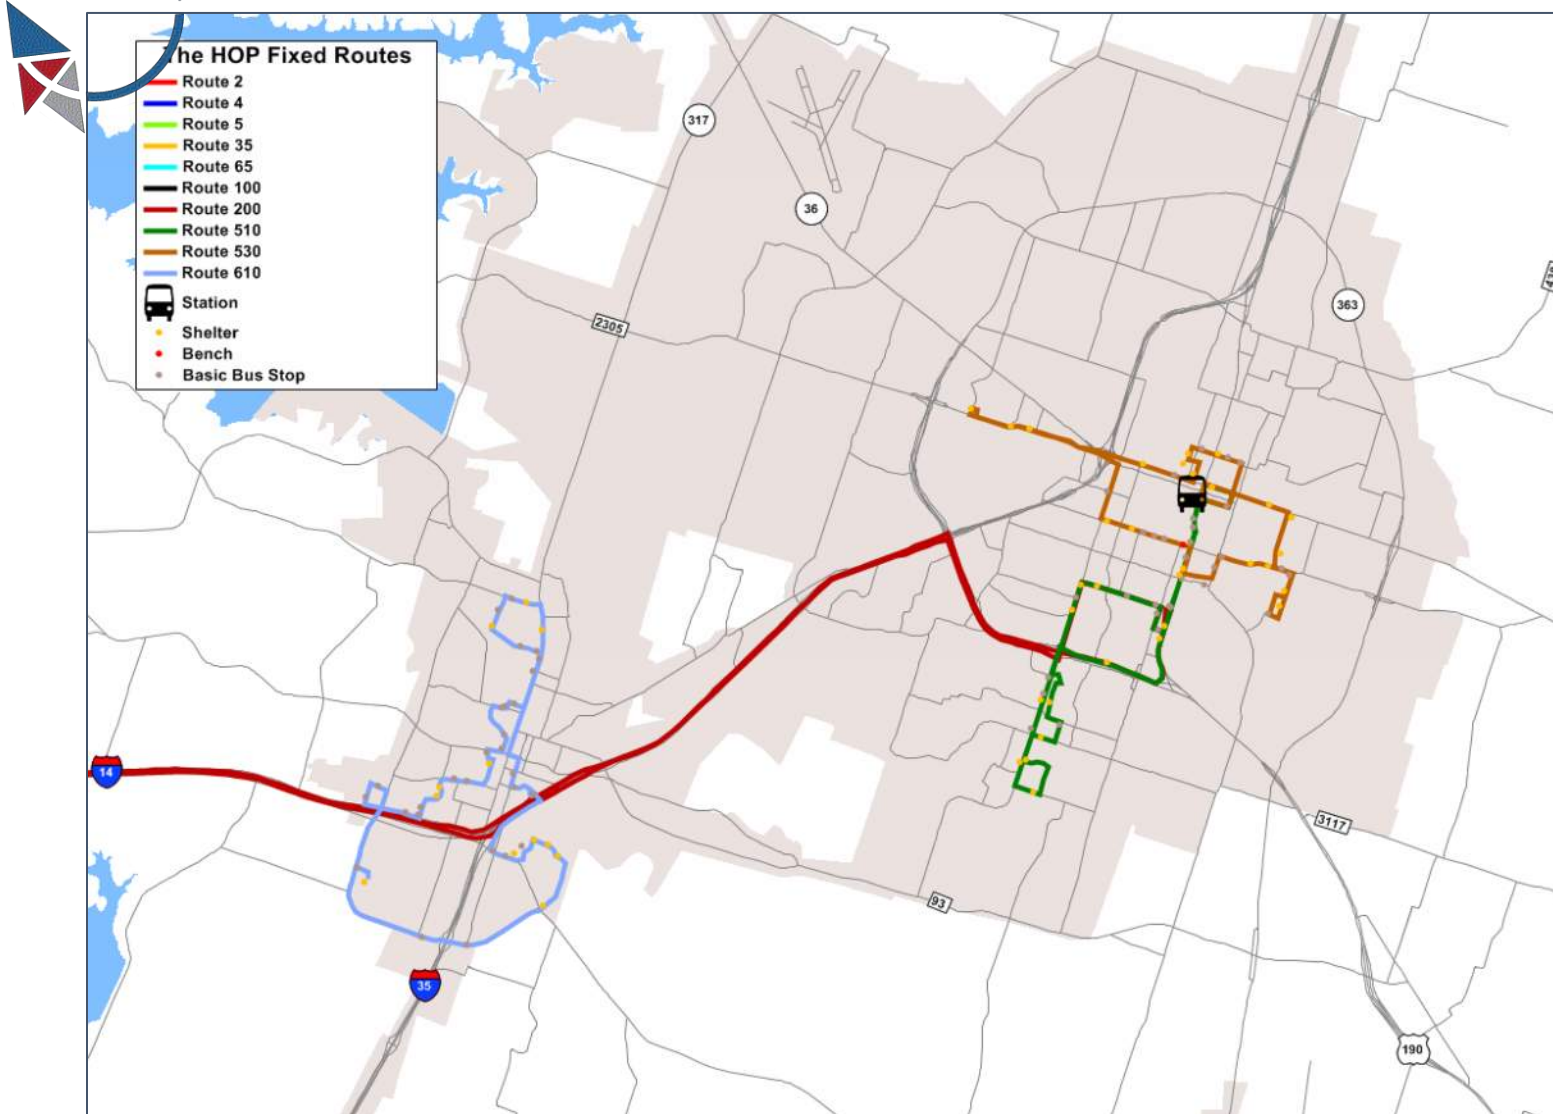 The HOP Fixed Routes
Route 2
Route 4
Route 5
Route 35
Route 65
Route 100
Route 200
Route 510
Route 530
Route 610
Station
Shelter
Bench
Basic Bus Stop
317
36
363
2305
14
3117
93
35
190